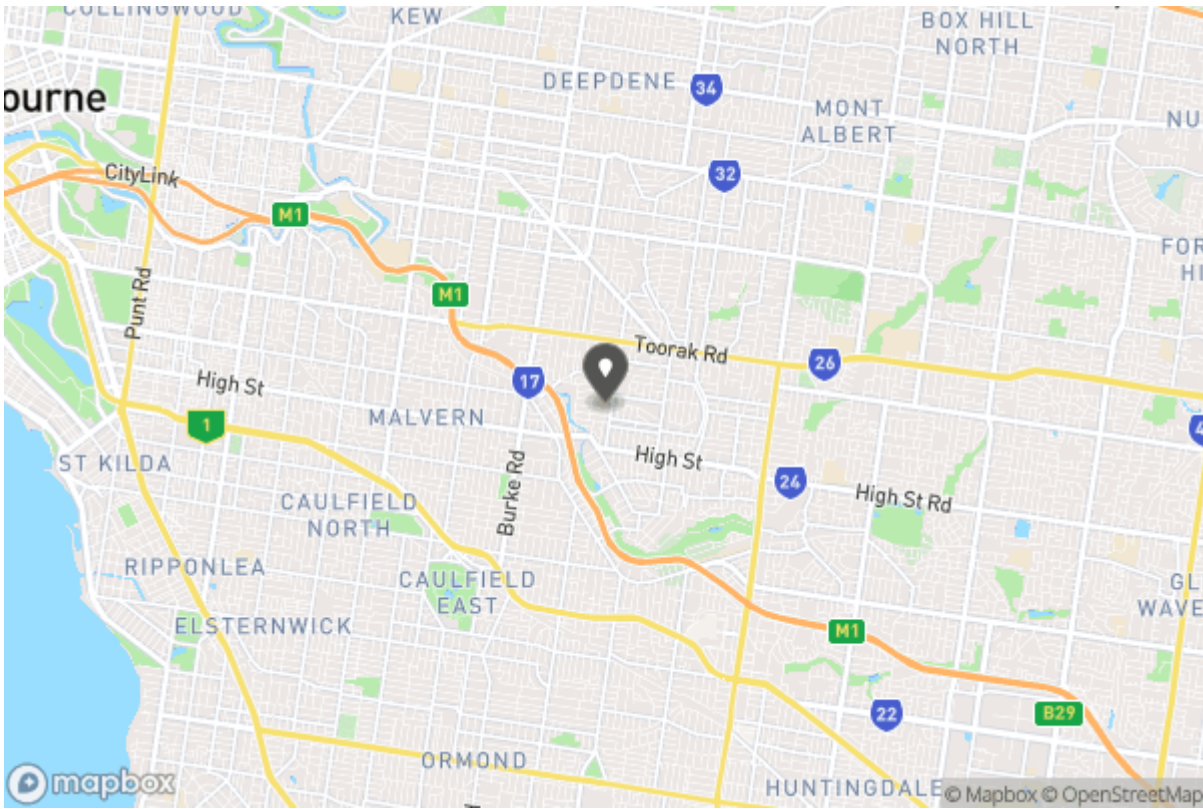 COLLINGWOOD
KEW
BOX HILL
NORTH
DEEPDENE
34
ourne
MONT
ALBERT
NU
CityLink
32
M1
FOR
HI
M1
Punt Rd
Toorak Rd
26
High St
17
MALVERN
1
4
ST KILDA
High St
24
High St Rd
Burke Rd
CAULFIELD
NORTH
RIPPONLEA
CAULFIELD
EAST
GL
WAVE
ELSTERNWICK
M1
22
B29
ORMOND
HUNTINGDALE
mapbox
© Mapbox © OpenStreetMap